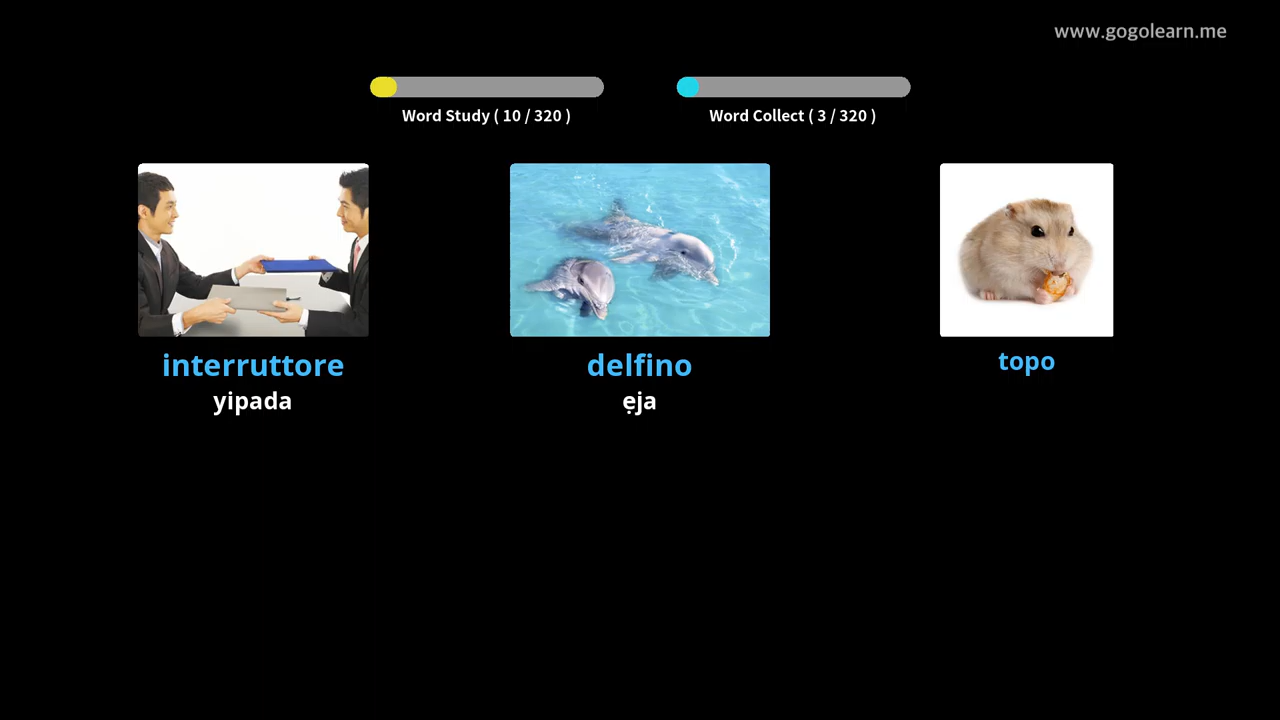 www.gogolearn.me
Word Study ( 10 / 320 )
Word Collect ( 3 / 320 )
interruttore
yipada
delfino
ẹja
topo